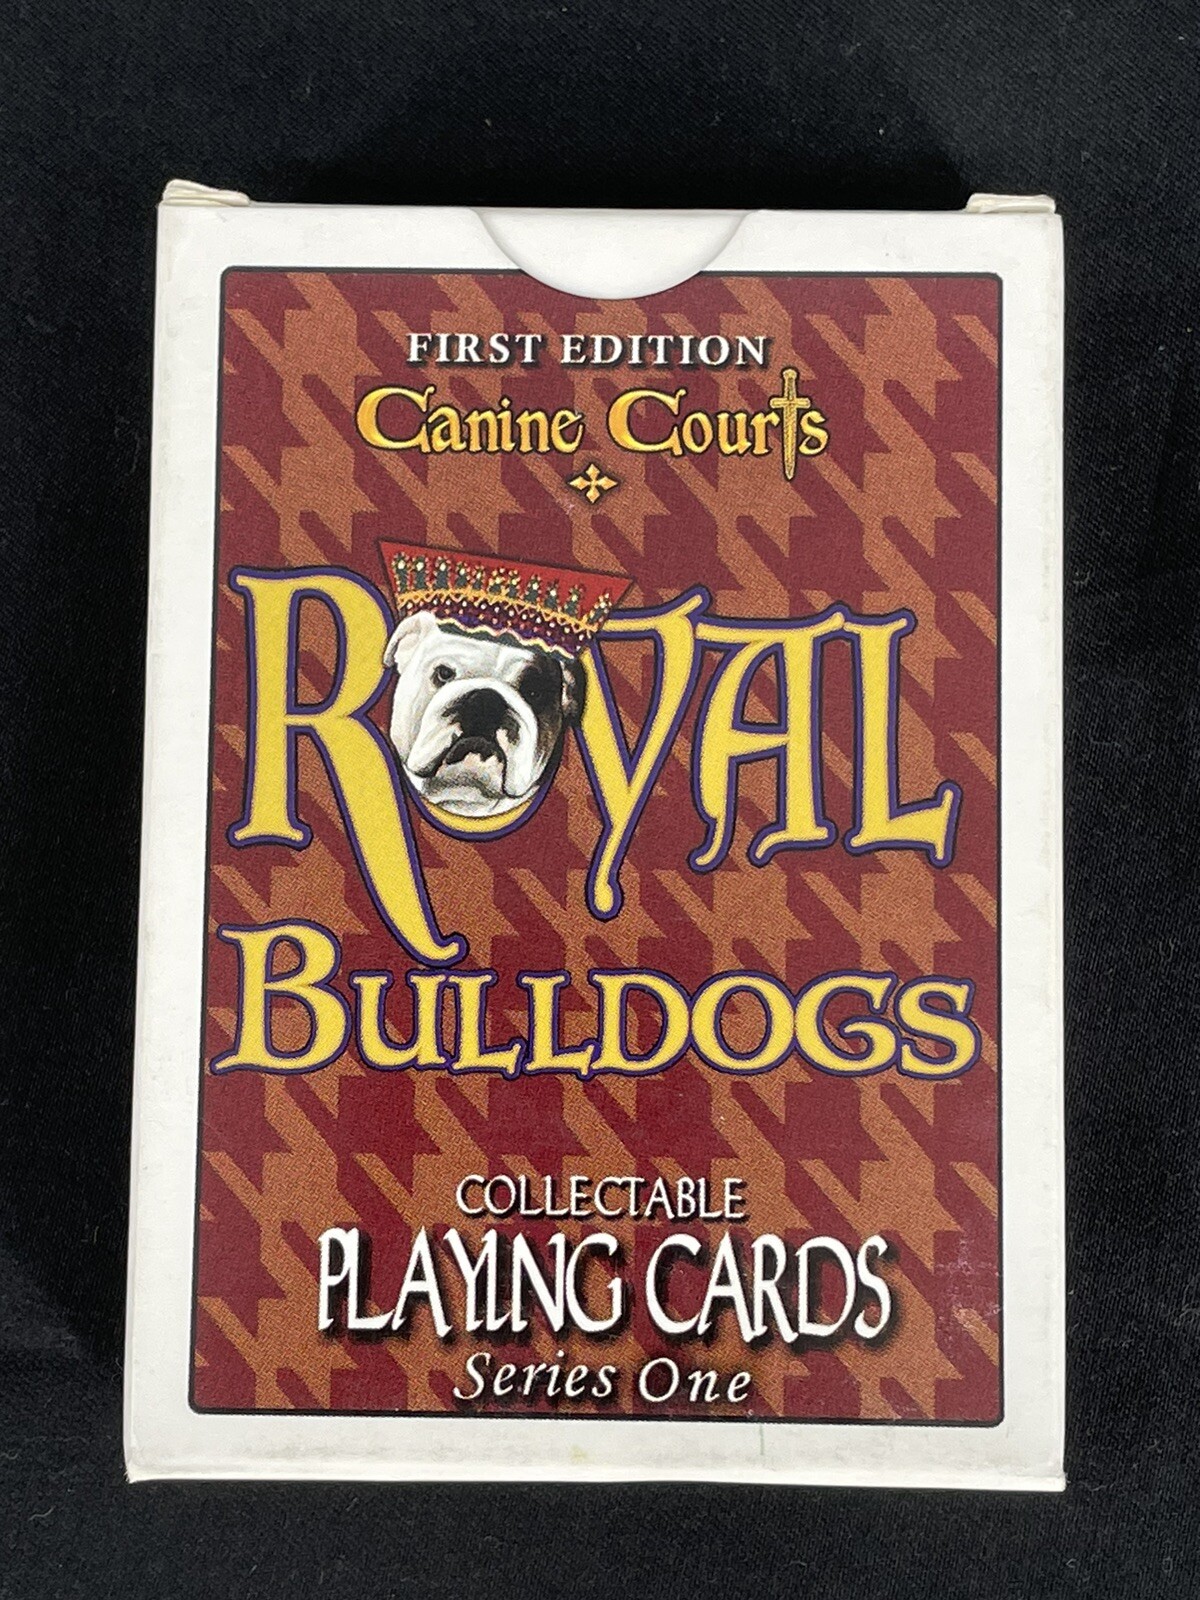 FIRST EDITION
Canine Courts
ROYAL
BULLDOGS
COLLECTABLE
PLAYING CARDS
Series One